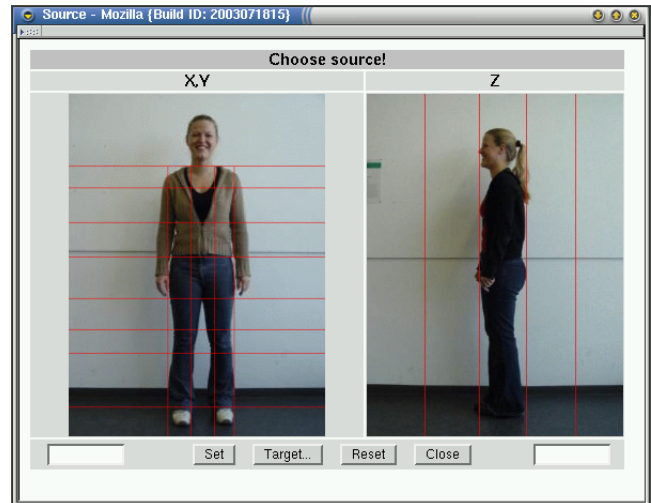 Source - Mozilla {Build ID: 2003071815}
Choose source!
X,Y Z
Set Target... Reset Close